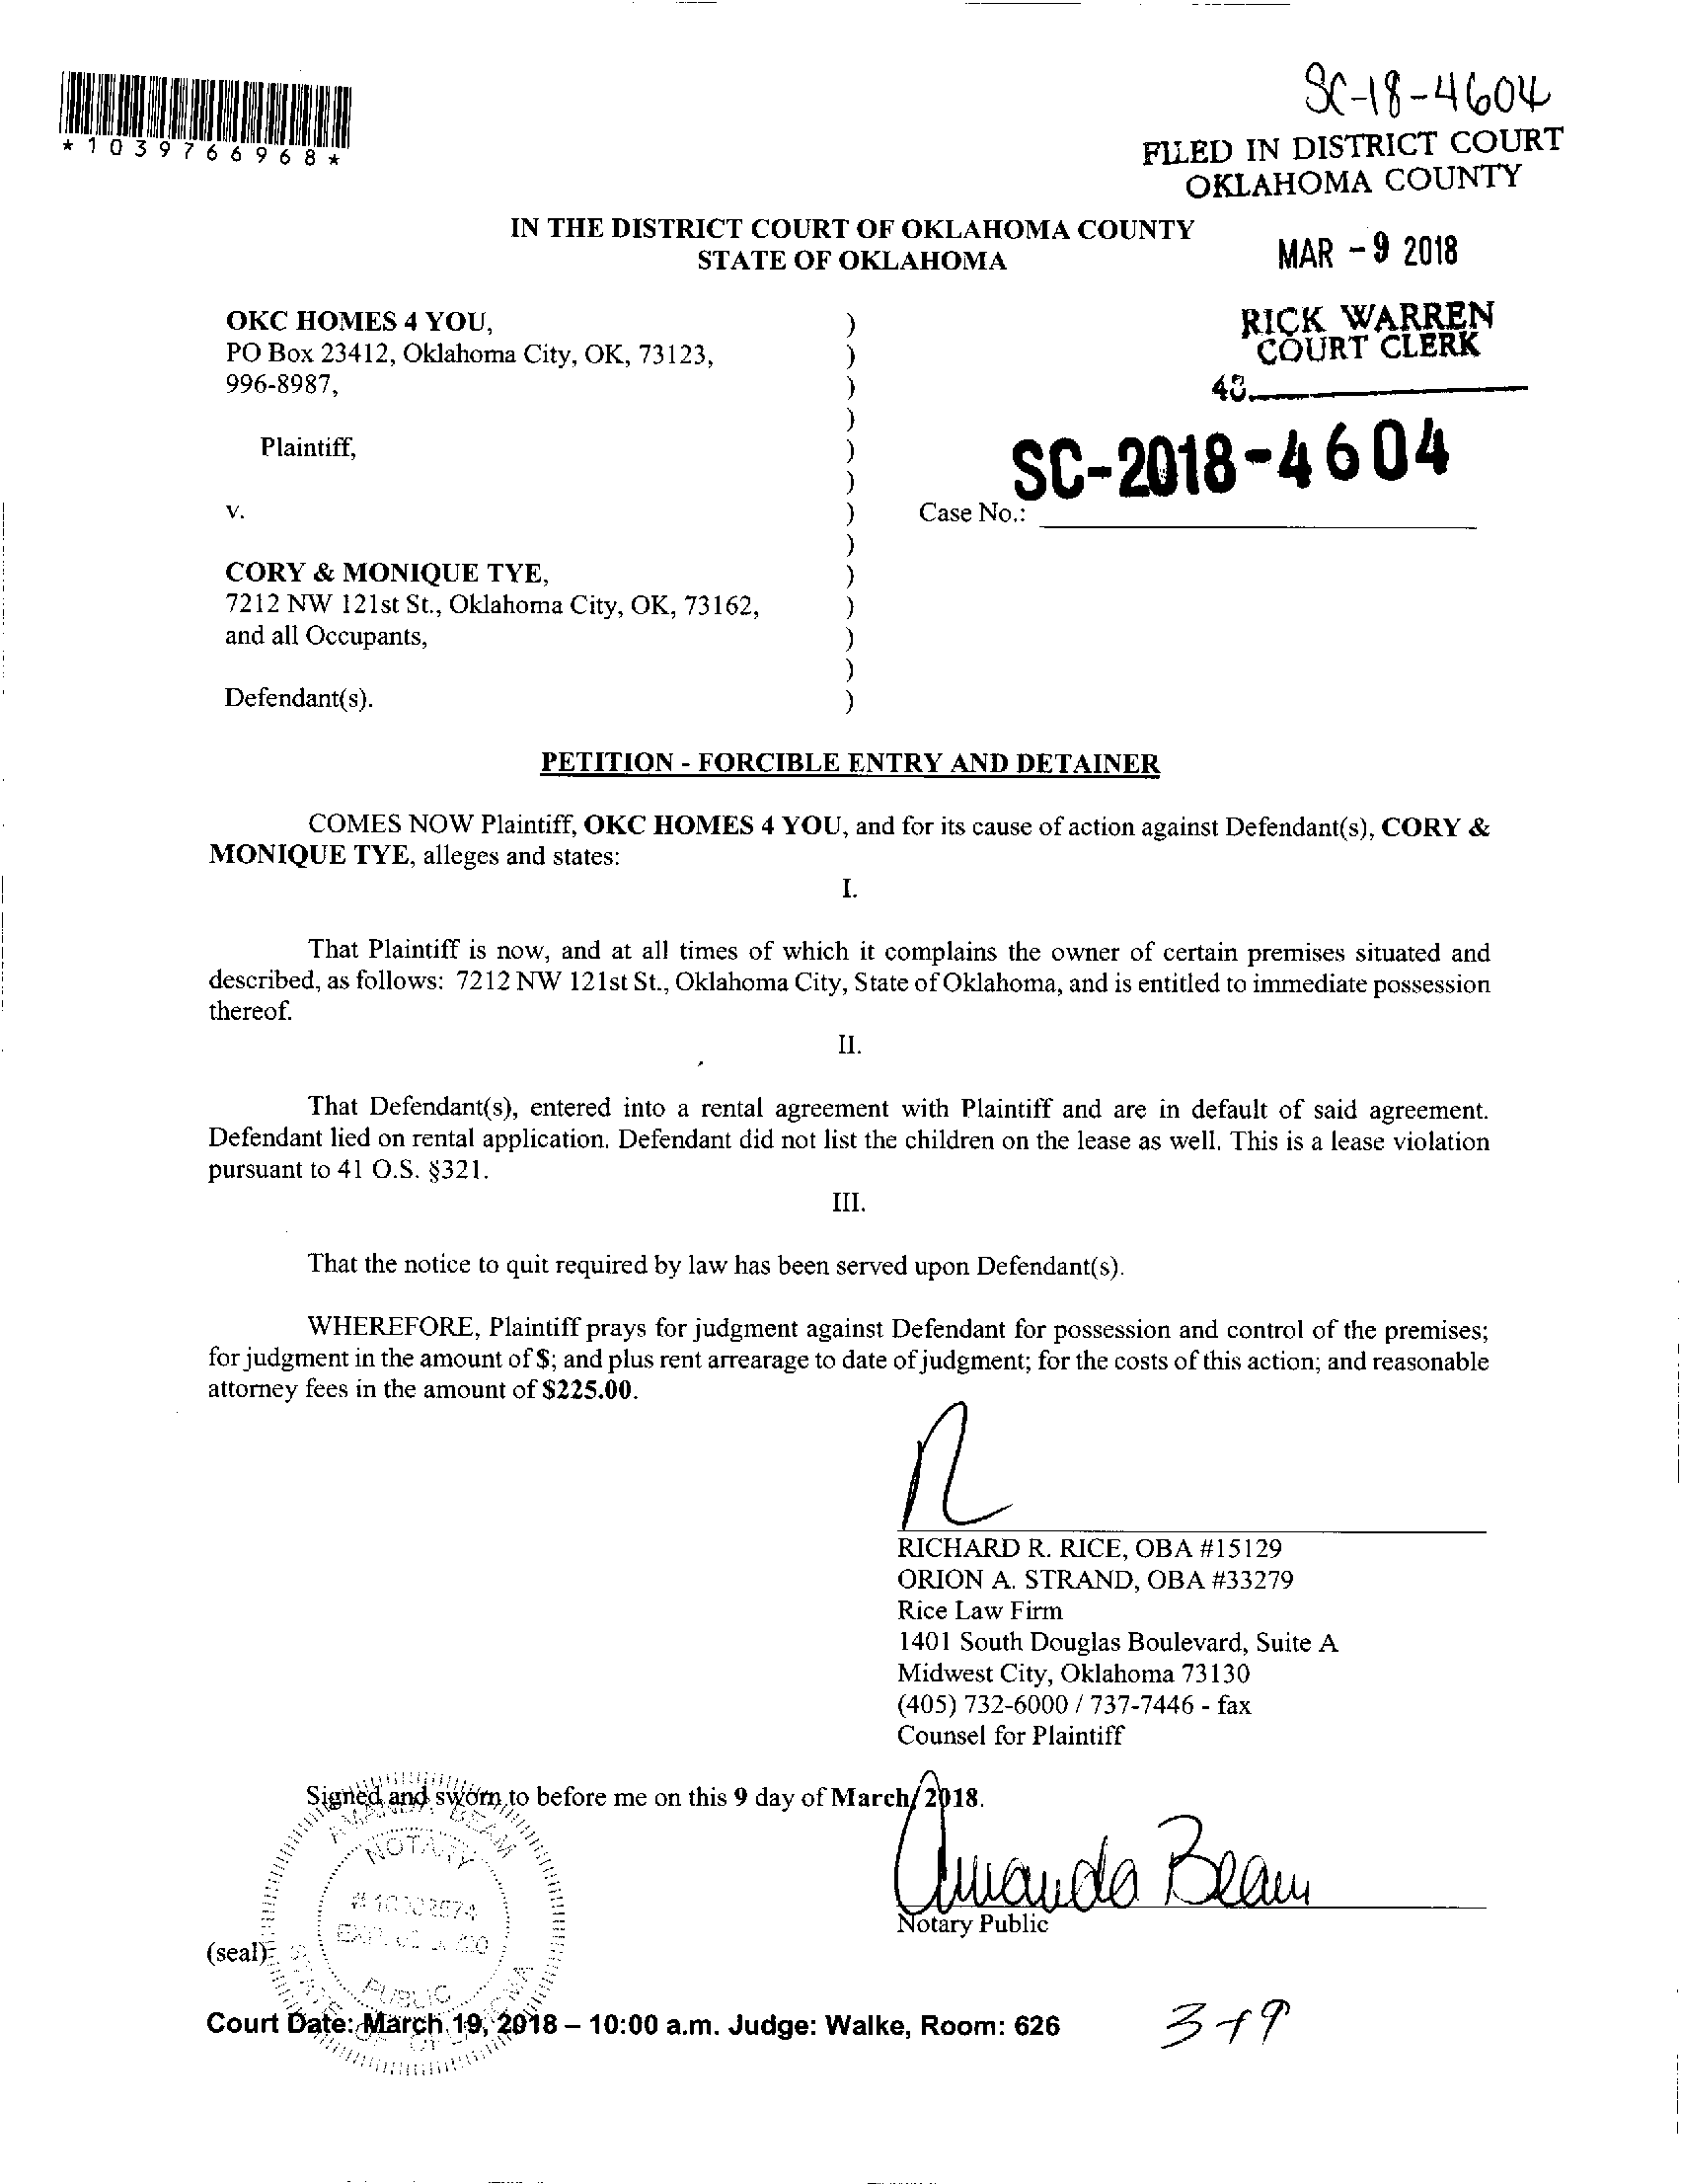 SC-18-4604
*1039766968*
FILED IN DISTRICT COURT
OKLAHOMA COUNTY
IN THE DISTRICT COURT OF OKLAHOMA COUNTY
STATE OF OKLAHOMA
MAR - 9 2018
OKC HOMES 4 YOU, )
PO Box 23412, Oklahoma City, OK, 73123, )
996-8987, )
)
RICK WARREN
COURT CLERK
Plaintiff, )
)
SC-2018-4604
v. ) Case No.:
)
CORY & MONIQUE TYE, )
7212 NW 121st St., Oklahoma City, OK, 73162, )
and all Occupants, )
)
Defendant(s). )
PETITION - FORCIBLE ENTRY AND DETAINER
COMES NOW Plaintiff, OKC HOMES 4 YOU, and for its cause of action against Defendant(s), CORY &
MONIQUE TYE, alleges and states:
I.
That Plaintiff is now, and at all times of which it complains the owner of certain premises situated and
described, as follows: 7212 NW 121st St., Oklahoma City, State of Oklahoma, and is entitled to immediate possession
thereof.
II.
That Defendant(s), entered into a rental agreement with Plaintiff and are in default of said agreement.
Defendant lied on rental application. Defendant did not list the children on the lease as well. This is a lease violation
pursuant to 41 O.S. §321.
III.
That the notice to quit required by law has been served upon Defendant(s).
WHEREFORE, Plaintiff prays for judgment against Defendant for possession and control of the premises;
for judgment in the amount of $; and plus rent arrearage to date of judgment; for the costs of this action; and reasonable
attorney fees in the amount of $225.00.
RICHARD R. RICE, OBA #15129
ORION A. STRAND, OBA #33279
Rice Law Firm
1401 South Douglas Boulevard, Suite A
Midwest City, Oklahoma 73130
(405) 732-6000 / 737-7446 - fax
Counsel for Plaintiff
Signed and sworn to before me on this 9 day of March, 2018.
AMANDA BEAM
NOTARY
PUBLIC
Amanda Beam
Notary Public
(seal)
Court Date: March 19, 2018 – 10:00 a.m. Judge: Walke, Room: 626